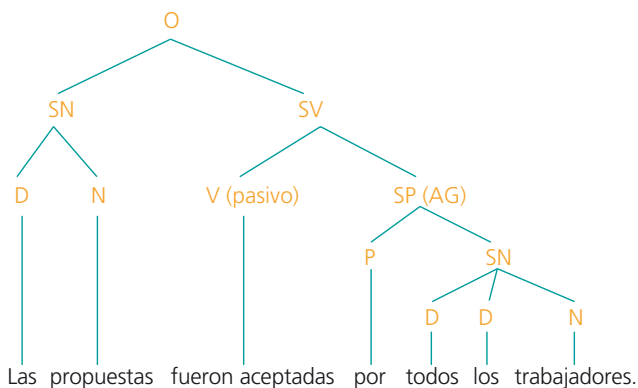 O
SN SV
D N V (pasivo) SP (AG)
P SN
D D N
Las propuestas fueron aceptadas por todos los trabajadores.